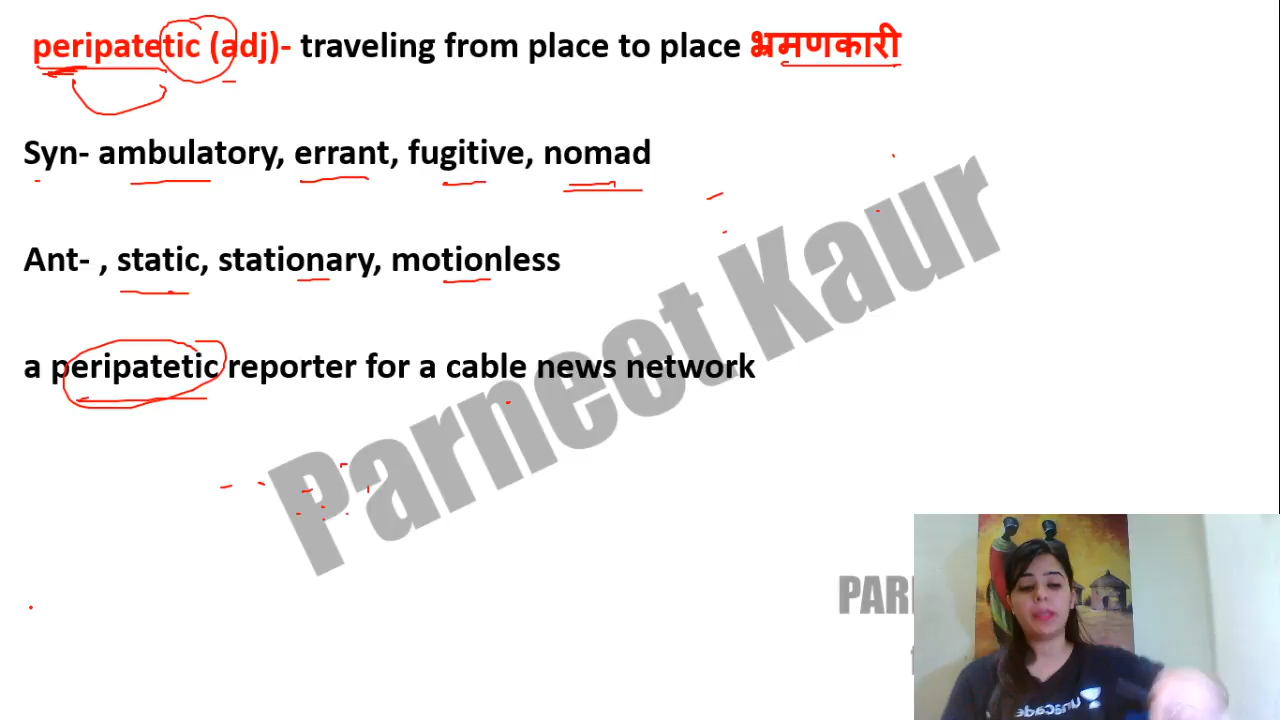 peripatetic (adj)- traveling from place to place भ्रमणकारी
Syn- ambulatory, errant, fugitive, nomad
Ant- , static, stationary, motionless
a peripatetic reporter for a cable news network
Parneet Kaur